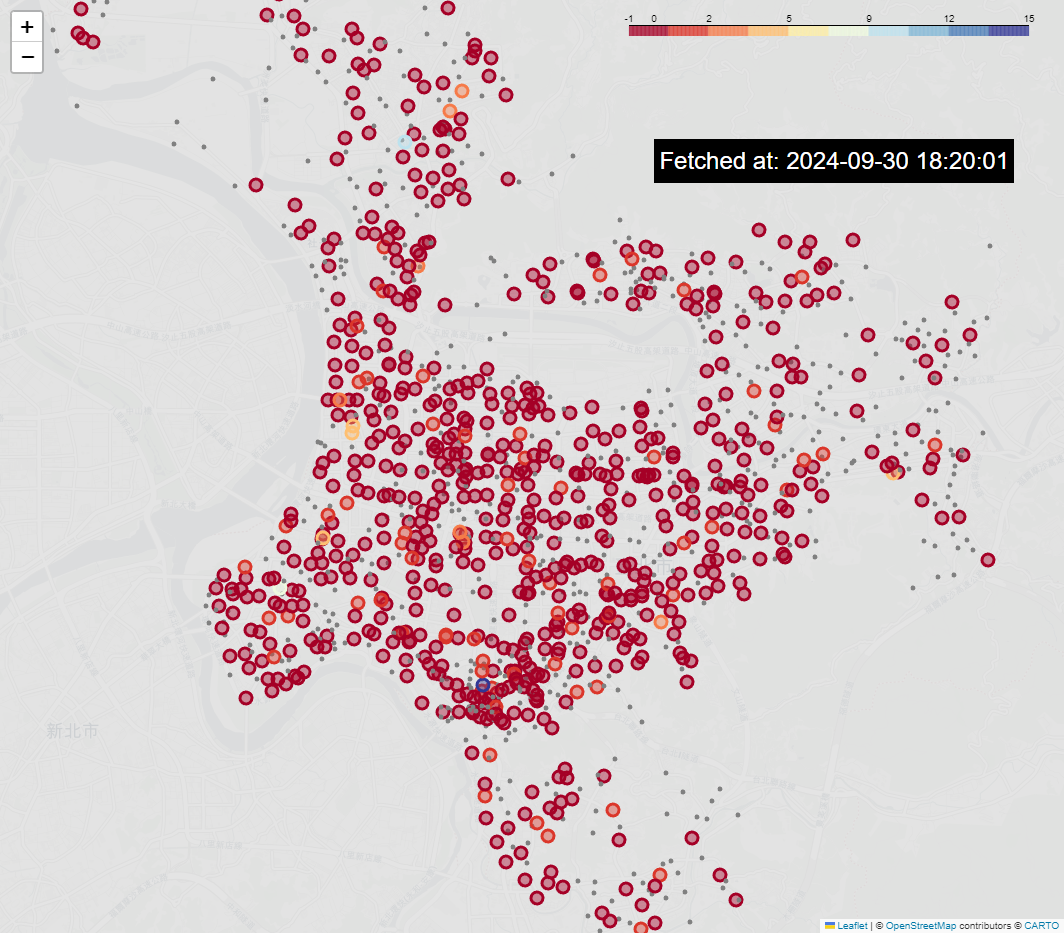 +
−
-1 0 2 5 9 12 15
Fetched at: 2024-09-30 18:20:01
新北市
Leaflet | © OpenStreetMap contributors © CARTO